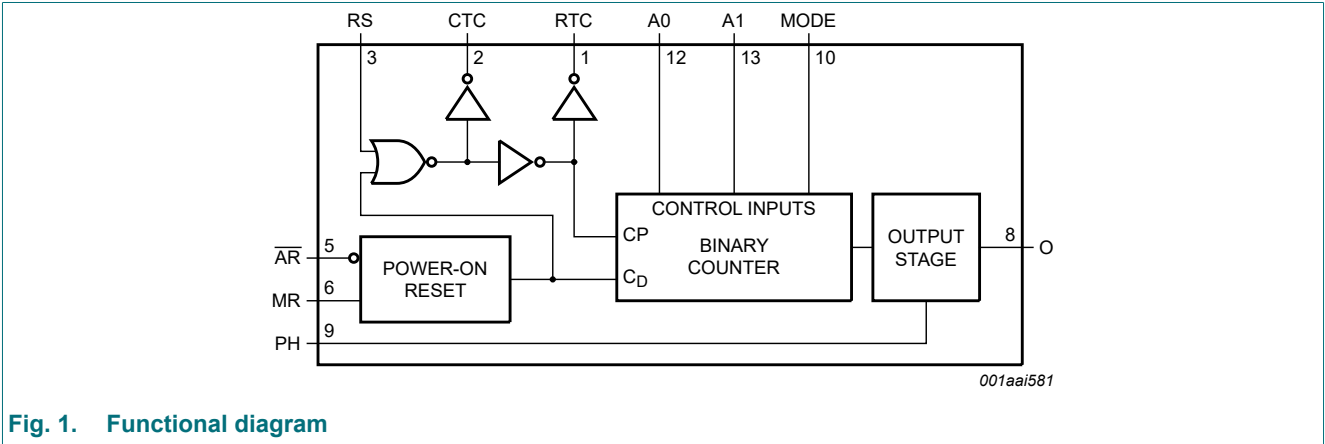 RS CTC RTC A0 A1 MODE
3 2 1 12 13 10
CONTROL INPUTS
CP
BINARY
COUNTER
CD
OUTPUT
STAGE
8
O
AR
5
MR
6
POWER-ON
RESET
PH
9
001aai581
Fig. 1. Functional diagram